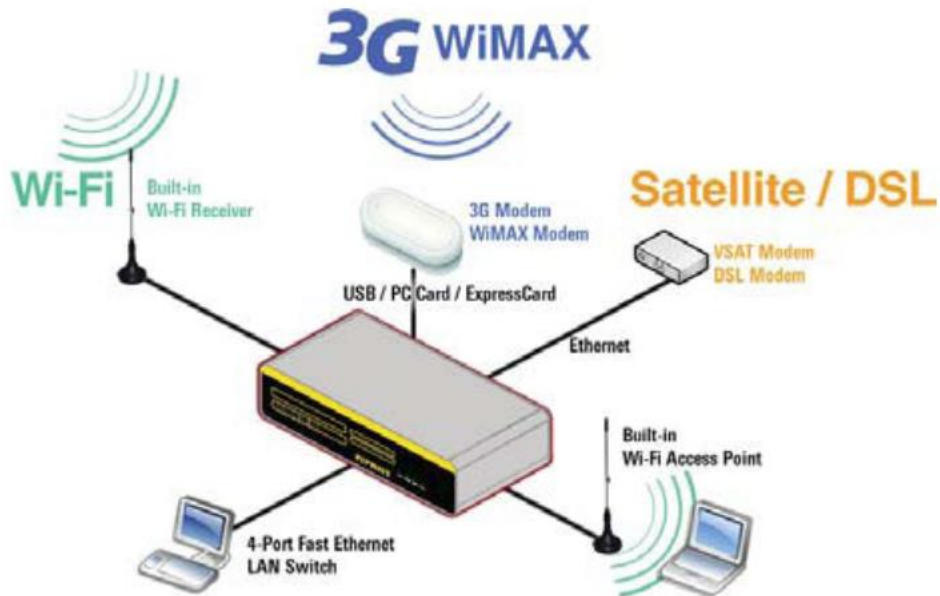 3G WiMAX
Wi-Fi
Built-in
Wi-Fi Receiver
3G Modem
WiMAX Modem
Satellite / DSL
VSAT Modem
DSL Modem
USB / PC Card / ExpressCard
Ethernet
Built-in
Wi-Fi Access Point
4-Port Fast Ethernet
LAN Switch